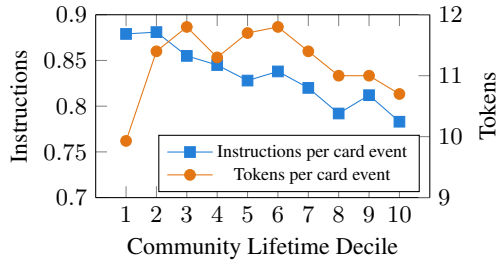 0.9
0.85
0.8
0.75
0.7
Instructions
12
11
10
9
Tokens
Instructions per card event
Tokens per card event
1 2 3 4 5 6 7 8 9 10
Community Lifetime Decile